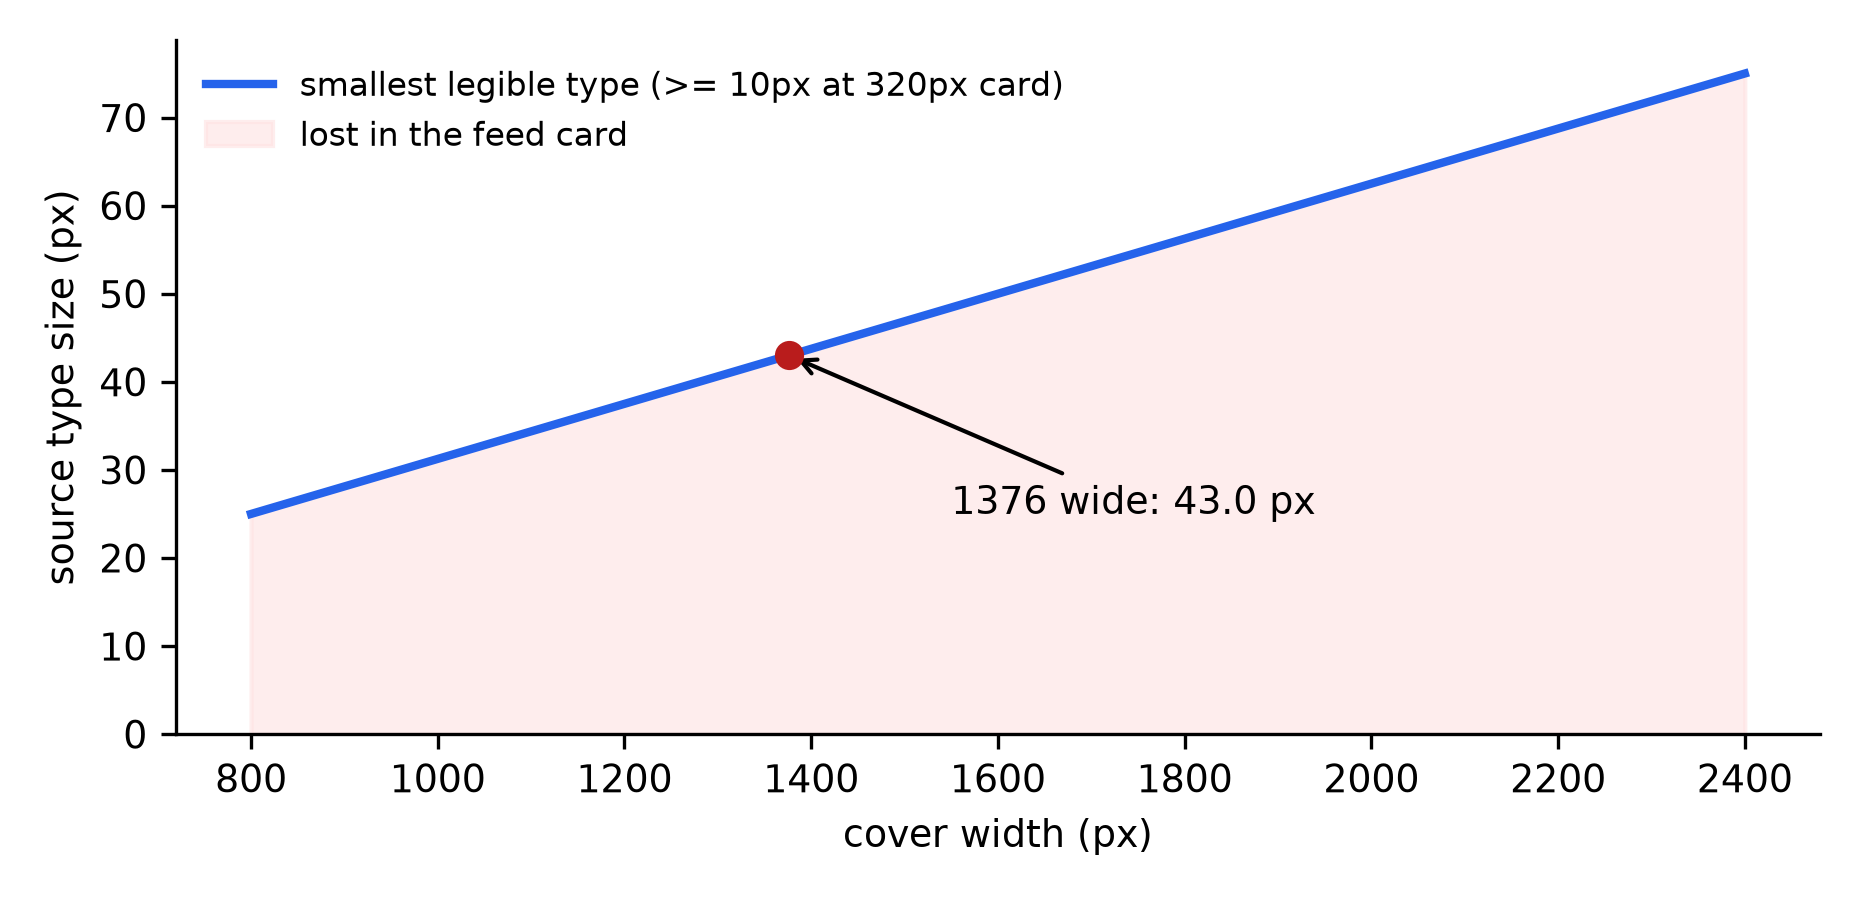 smallest legible type (>= 10px at 320px card)
lost in the feed card
source type size (px)
70
60
50
40
30
20
10
0
1376 wide: 43.0 px
800 1000 1200 1400 1600 1800 2000 2200 2400
cover width (px)